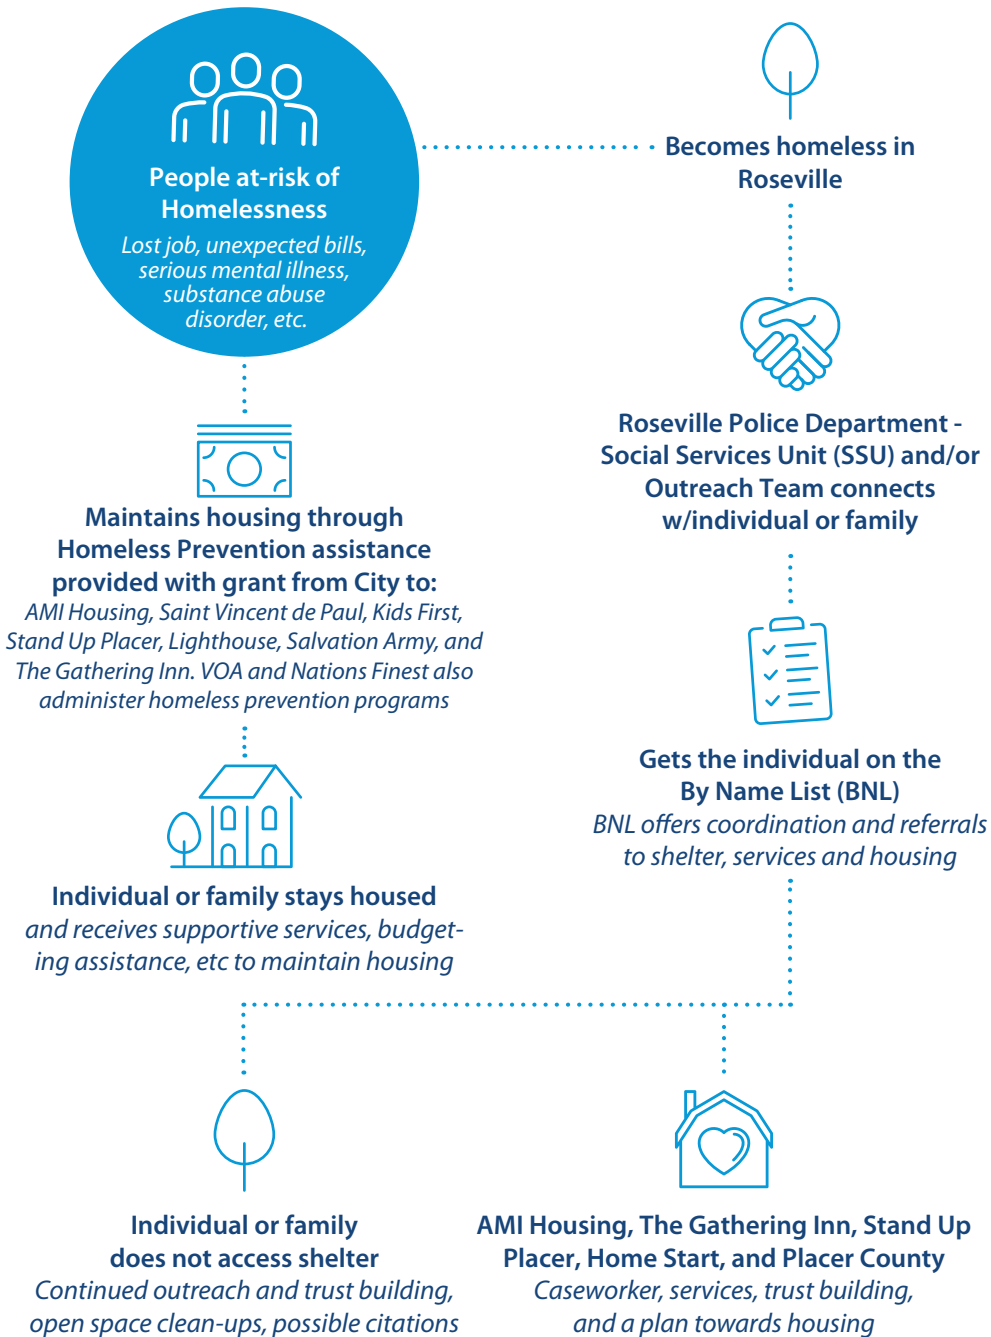 People at-risk of
Homelessness
Lost job, unexpected bills,
serious mental illness,
substance abuse
disorder, etc.
Becomes homeless in
Roseville
Roseville Police Department -
Social Services Unit (SSU) and/or
Outreach Team connects
w/individual or family
Maintains housing through
Homeless Prevention assistance
provided with grant from City to:
AMI Housing, Saint Vincent de Paul, Kids First,
Stand Up Placer, Lighthouse, Salvation Army, and
The Gathering Inn. VOA and Nations Finest also
administer homeless prevention programs
Gets the individual on the
By Name List (BNL)
BNL offers coordination and referrals
to shelter, services and housing
Individual or family stays housed
and receives supportive services, budget-
ing assistance, etc to maintain housing
Individual or family
does not access shelter
Continued outreach and trust building,
open space clean-ups, possible citations
AMI Housing, The Gathering Inn, Stand Up
Placer, Home Start, and Placer County
Caseworker, services, trust building,
and a plan towards housing